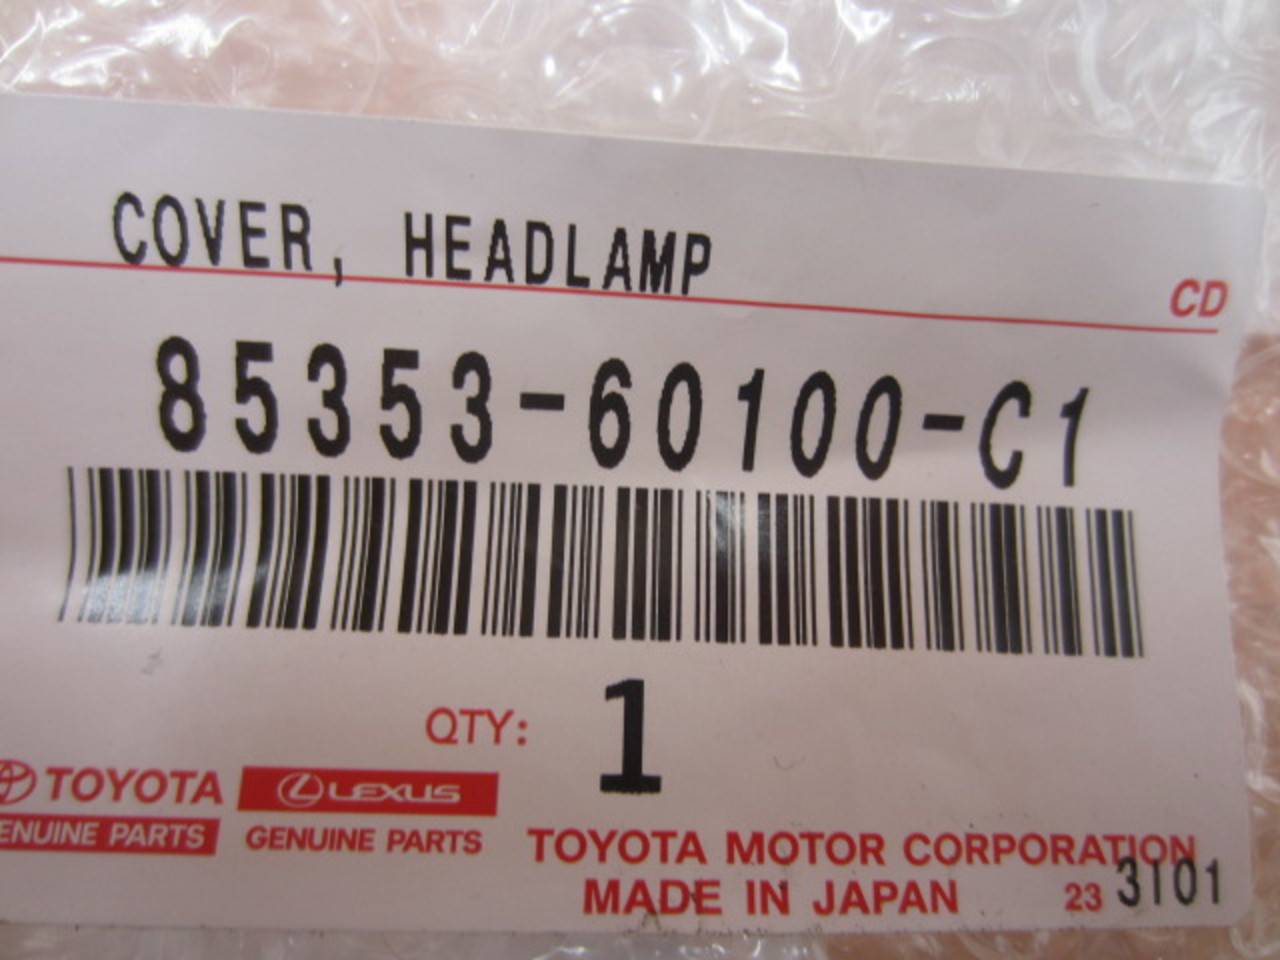 COVER, HEADLAMP
CD
85353-60100-C1
QTY: 1
TOYOTA LEXUS
ENUINE PARTS GENUINE PARTS
TOYOTA MOTOR CORPORATION
MADE IN JAPAN 23 3101